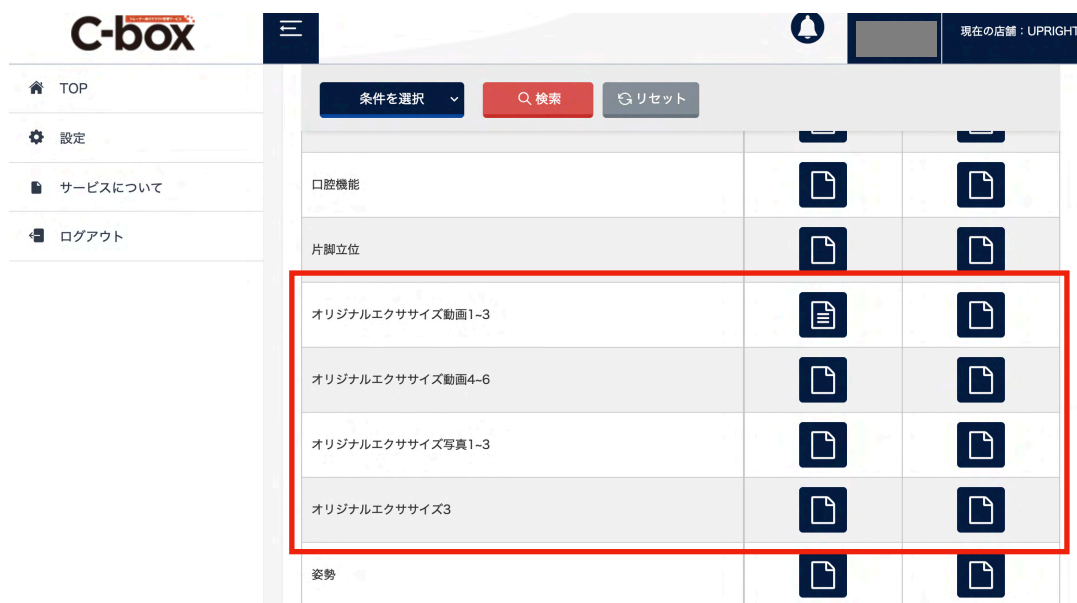 C-box
現在の店舗：UPRIGHT
TOP
設定
サービスについて
ログアウト
条件を選択
検索
リセット
口腔機能
片脚立位
オリジナルエクササイズ動画1~3
オリジナルエクササイズ動画4~6
オリジナルエクササイズ写真1~3
オリジナルエクササイズ3
姿勢